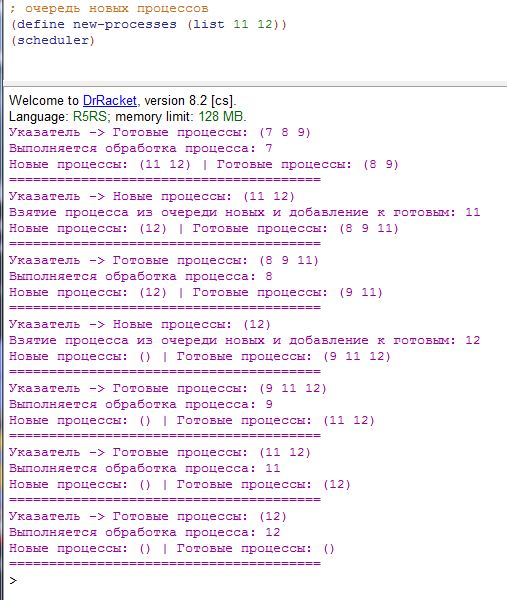 ; очередь новых процессов
(define new-processes (list 11 12))
(scheduler)
Welcome to DrRacket, version 8.2 [cs].
Language: R5RS; memory limit: 128 MB.
Указатель -> Готовые процессы: (7 8 9)
Выполняется обработка процесса: 7
Новые процессы: (11 12) | Готовые процессы: (8 9)
=======================================
Указатель -> Новые процессы: (11 12)
Взятие процесса из очереди новых и добавление к готовым: 11
Новые процессы: (12) | Готовые процессы: (8 9 11)
=======================================
Указатель -> Готовые процессы: (8 9 11)
Выполняется обработка процесса: 8
Новые процессы: (12) | Готовые процессы: (9 11)
=======================================
Указатель -> Новые процессы: (12)
Взятие процесса из очереди новых и добавление к готовым: 12
Новые процессы: () | Готовые процессы: (9 11 12)
=======================================
Указатель -> Готовые процессы: (9 11 12)
Выполняется обработка процесса: 9
Новые процессы: () | Готовые процессы: (11 12)
=======================================
Указатель -> Готовые процессы: (11 12)
Выполняется обработка процесса: 11
Новые процессы: () | Готовые процессы: (12)
=======================================
Указатель -> Готовые процессы: (12)
Выполняется обработка процесса: 12
Новые процессы: () | Готовые процессы: ()
=======================================
>